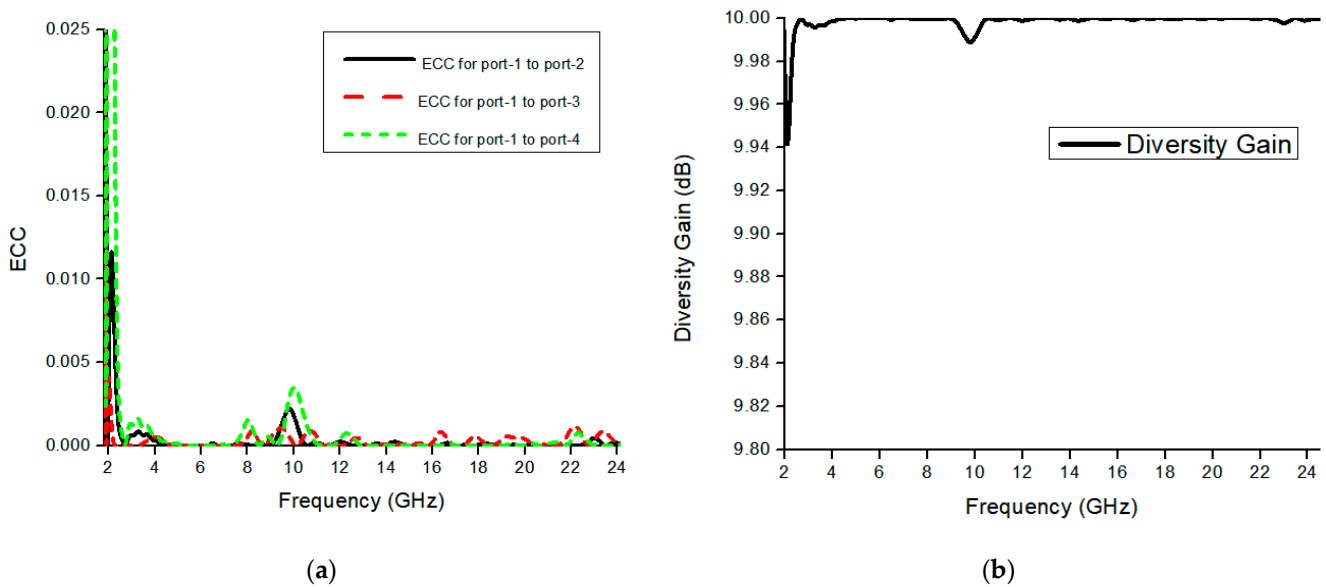 0.025
0.020
0.015
0.010
0.005
0.000
ECC
ECC for port-1 to port-2
ECC for port-1 to port-3
ECC for port-1 to port-4
2 4 6 8 10 12 14 16 18 20 22 24
Frequency (GHz)
(a)
10.00
9.98
9.96
9.94
9.92
9.90
9.88
9.86
9.84
9.82
9.80
Diversity Gain (dB)
Diversity Gain
2 4 6 8 10 12 14 16 18 20 22 24
Frequency (GHz)
(b)